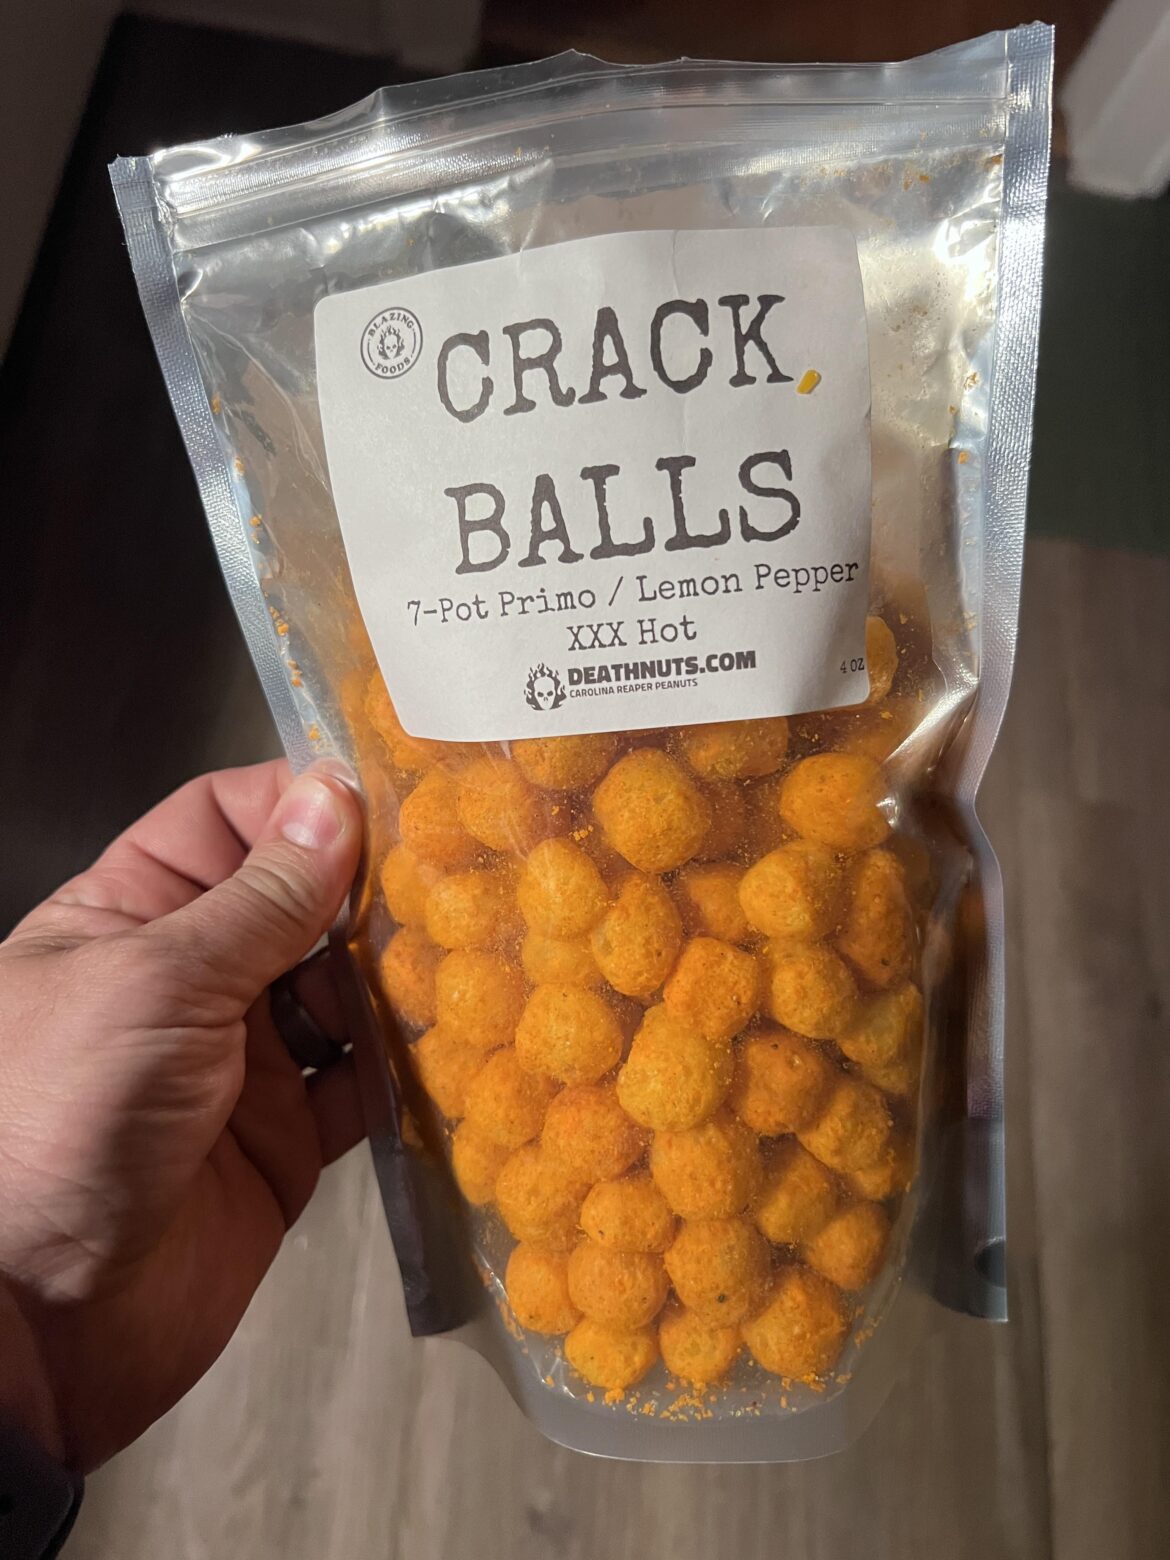 BLAZING
FOODS
CRACK
BALLS
7-Pot Primo / Lemon Pepper
XXX Hot
DEATHNUTS.COM
CAROLINA REAPER PEANUTS
4 OZ